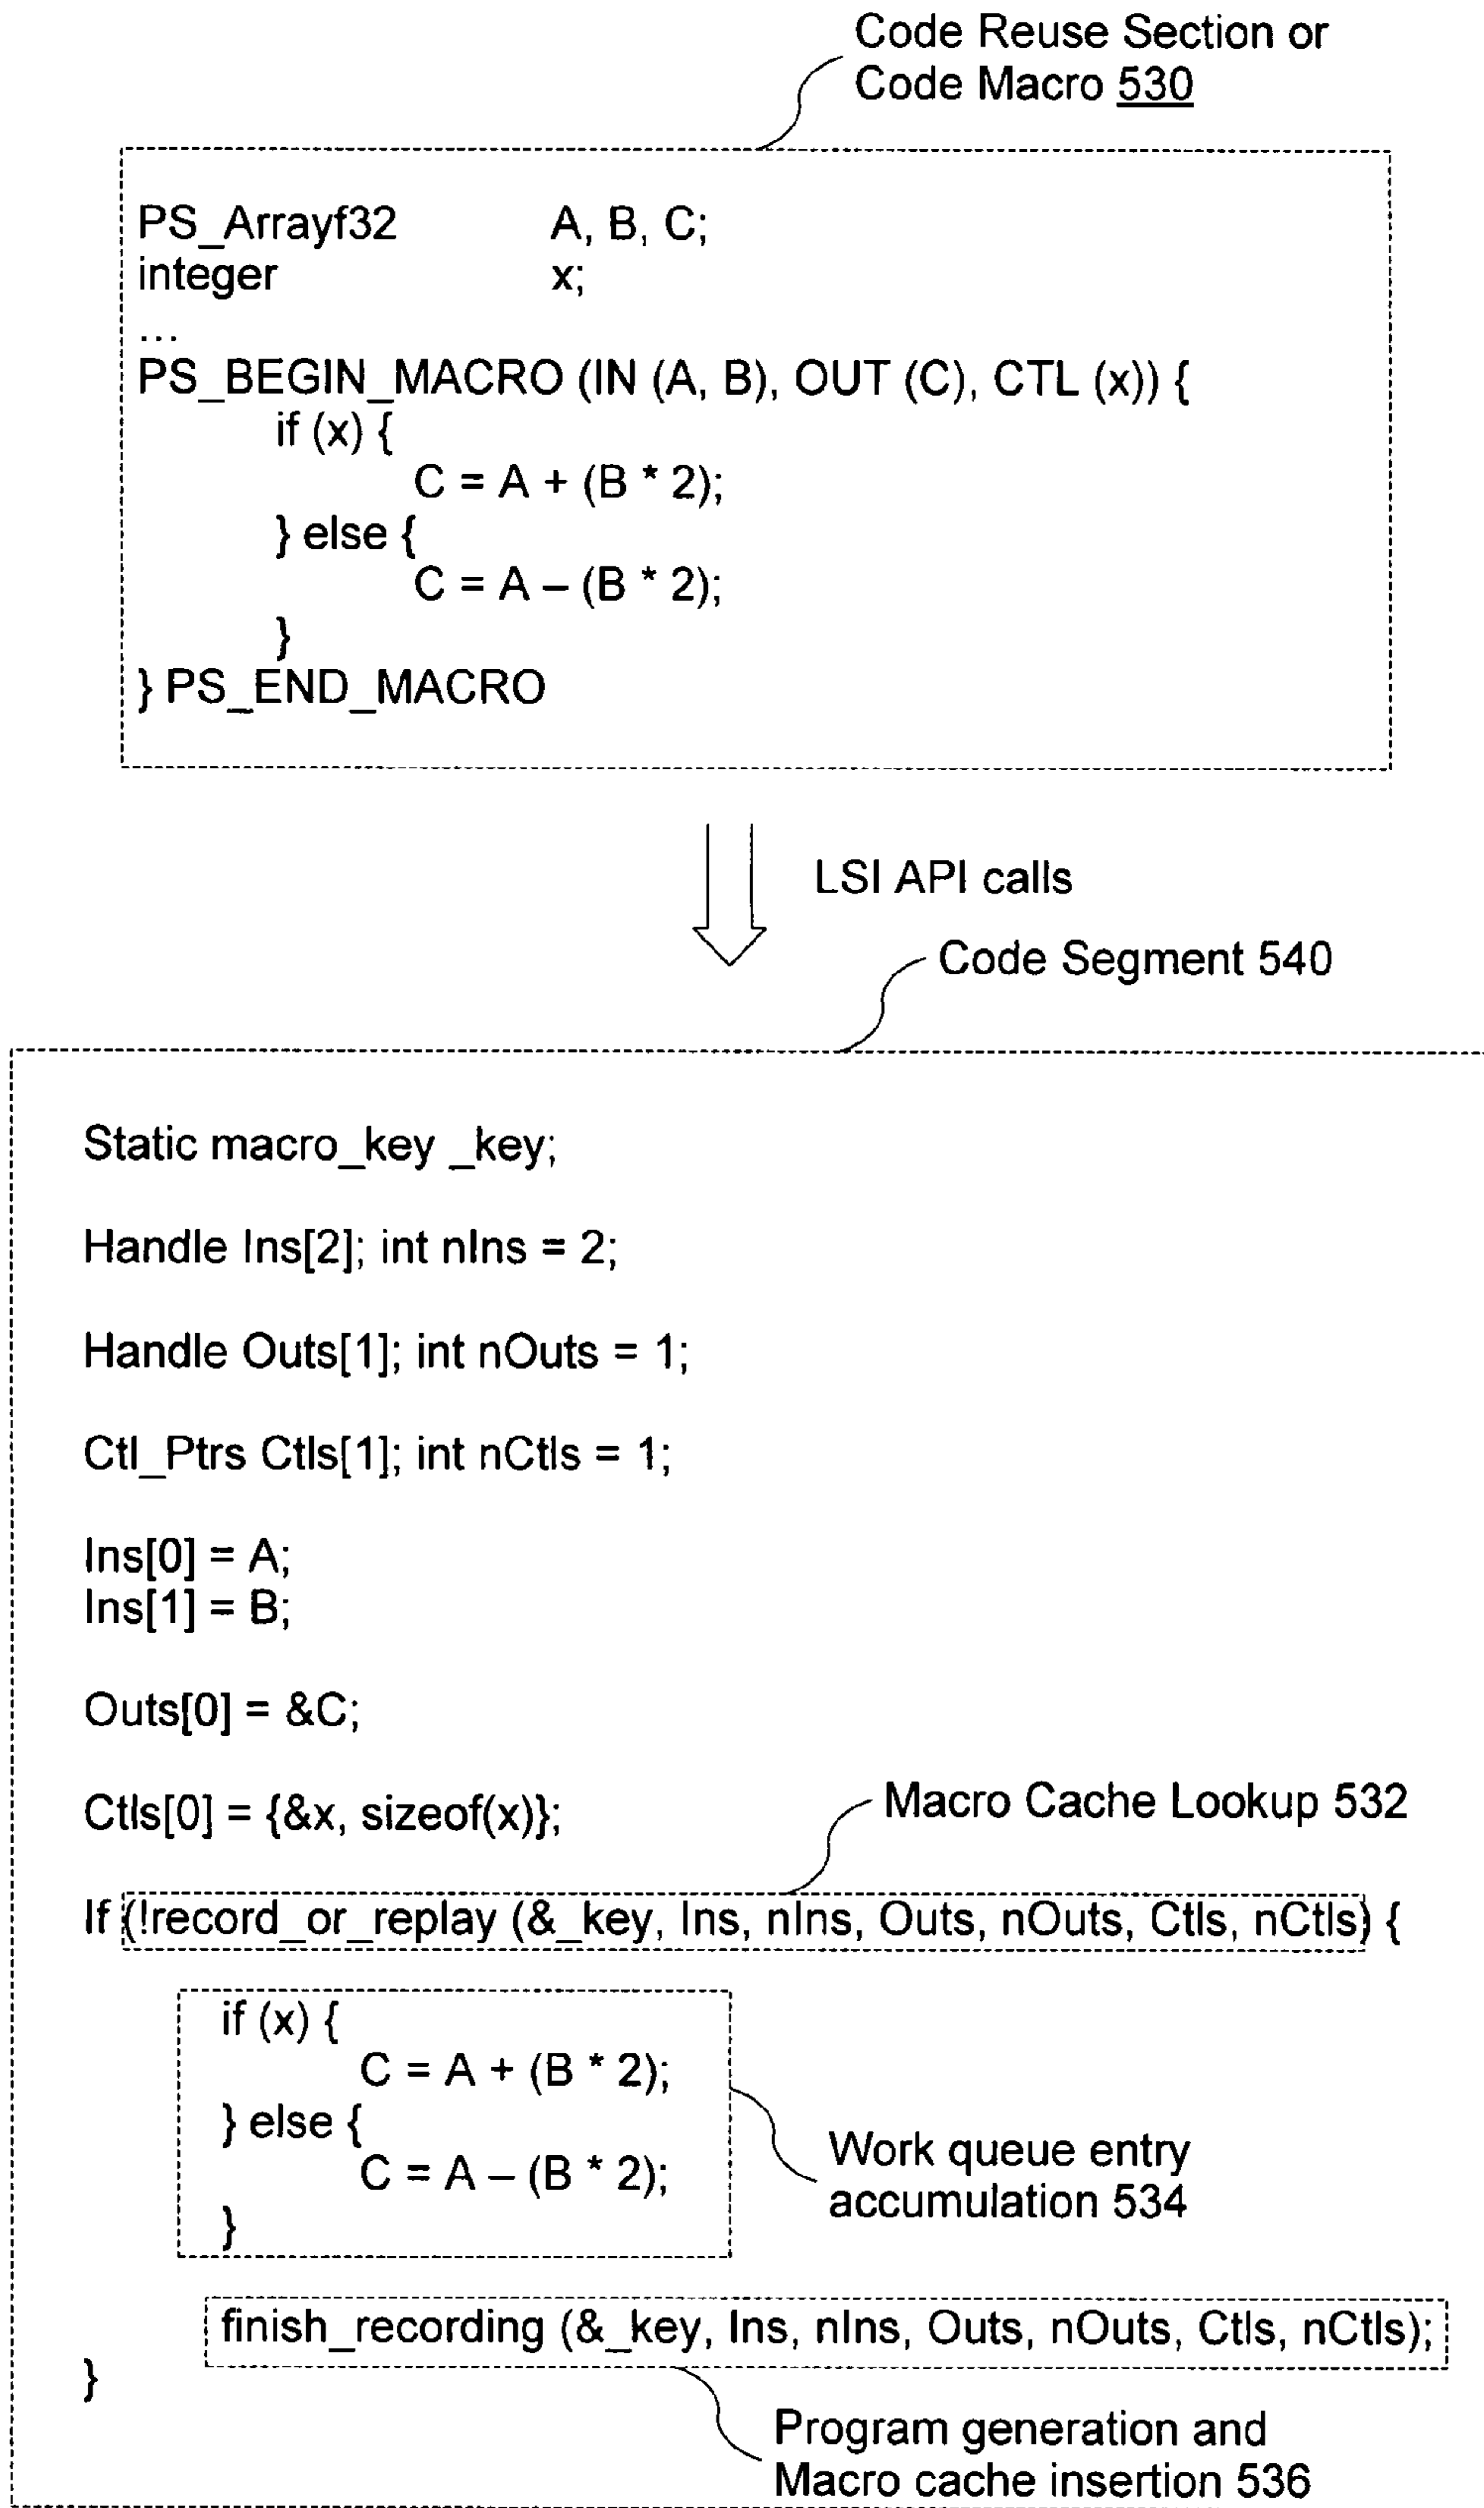 Code Reuse Section or
Code Macro 530
PS_Arrayf32 A, B, C;
integer x;
...
PS_BEGIN_MACRO (IN (A, B), OUT (C), CTL (x)) {
if (x) {
C = A + (B * 2);
} else {
C = A – (B * 2);
}
} PS_END_MACRO
LSI API calls
Code Segment 540
Static macro_key _key;
Handle Ins[2]; int nIns = 2;
Handle Outs[1]; int nOuts = 1;
Ctl_Ptrs Ctls[1]; int nCtls = 1;
Ins[0] = A;
Ins[1] = B;
Outs[0] = &C;
Ctls[0] = {&x, sizeof(x)};
Macro Cache Lookup 532
If (!record_or_replay (&_key, Ins, nIns, Outs, nOuts, Ctls, nCtls) {
if (x) {
C = A + (B * 2);
} else {
C = A – (B * 2);
}
Work queue entry
accumulation 534
finish_recording (&_key, Ins, nIns, Outs, nOuts, Ctls, nCtls);
}
Program generation and
Macro cache insertion 536